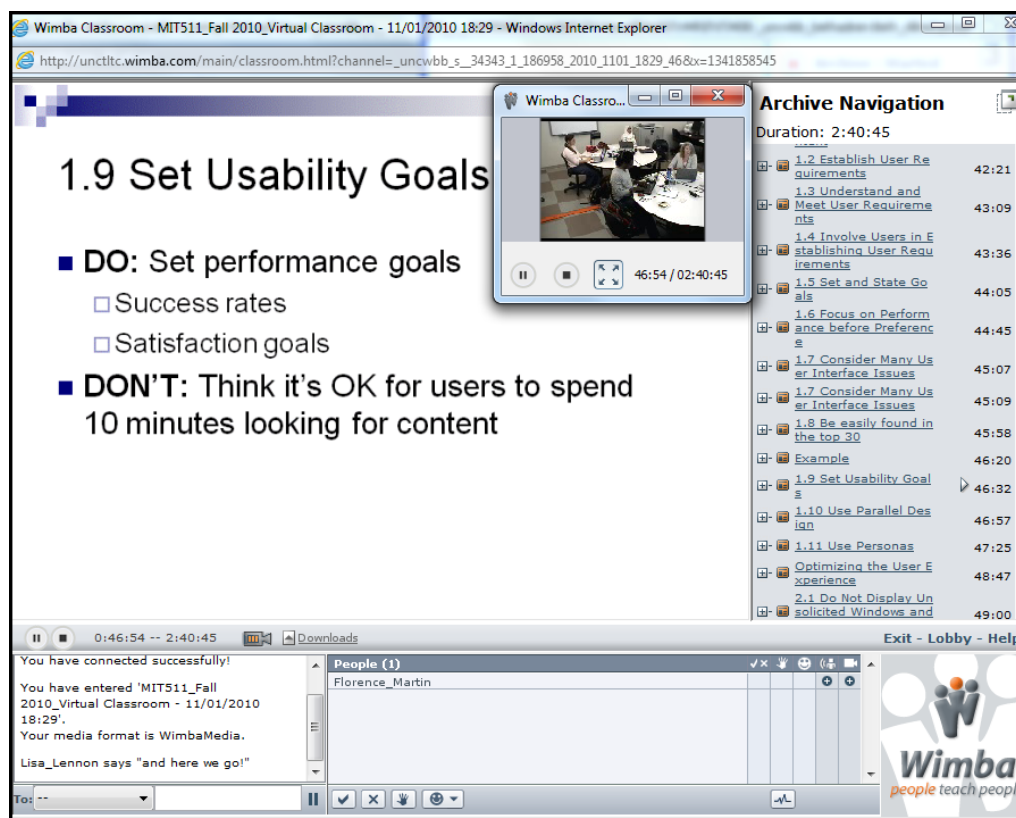 Wimba Classroom - MIT511_Fall 2010_Virtual Classroom - 11/01/2010 18:29 - Windows Internet Explorer
http://unctltc.wimba.com/main/classroom.html?channel=_uncwbb_s__34343_1_186958_2010_1101_1829_46&x=1341858545
1.9 Set Usability Goals
DO: Set performance goals
Success rates
Satisfaction goals
DON'T: Think it's OK for users to spend
10 minutes looking for content
Wimba Classro...
46:54 / 02:40:45
Archive Navigation
Duration: 2:40:45
1.2 Establish User Re
quirements 42:21
1.3 Understand and
Meet User Requireme
nts 43:09
1.4 Involve Users in E
stablishing User Requ
irements 43:36
1.5 Set and State Go
als 44:05
1.6 Focus on Perform
ance before Preferenc
e 44:45
1.7 Consider Many Us
er Interface Issues 45:07
1.7 Consider Many Us
er Interface Issues 45:09
1.8 Be easily found in
the top 30 45:58
Example 46:20
1.9 Set Usability Goal
s 46:32
1.10 Use Parallel Des
ign 46:57
1.11 Use Personas 47:25
Optimizing the User E
xperience 48:47
2.1 Do Not Display Un
solicited Windows and 49:00
0:46:54 -- 2:40:45 Downloads
Exit - Lobby - Help
You have connected successfully!
You have entered 'MIT511_Fall
2010_Virtual Classroom - 11/01/2010
18:29'.
Your media format is WimbaMedia.
Lisa_Lennon says "and here we go!"
To: --
People (1)
Florence_Martin
Wimba
people teach peopl